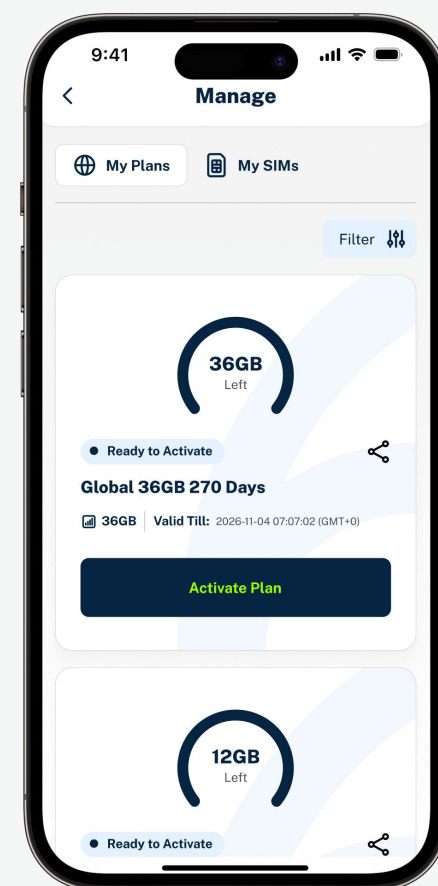 9:41
Manage
My Plans
My SIMs
Filter
36GB
Left
Ready to Activate
Global 36GB 270 Days
36GB Valid Till: 2026-11-04 07:07:02 (GMT+0)
Activate Plan
12GB
Left
Ready to Activate